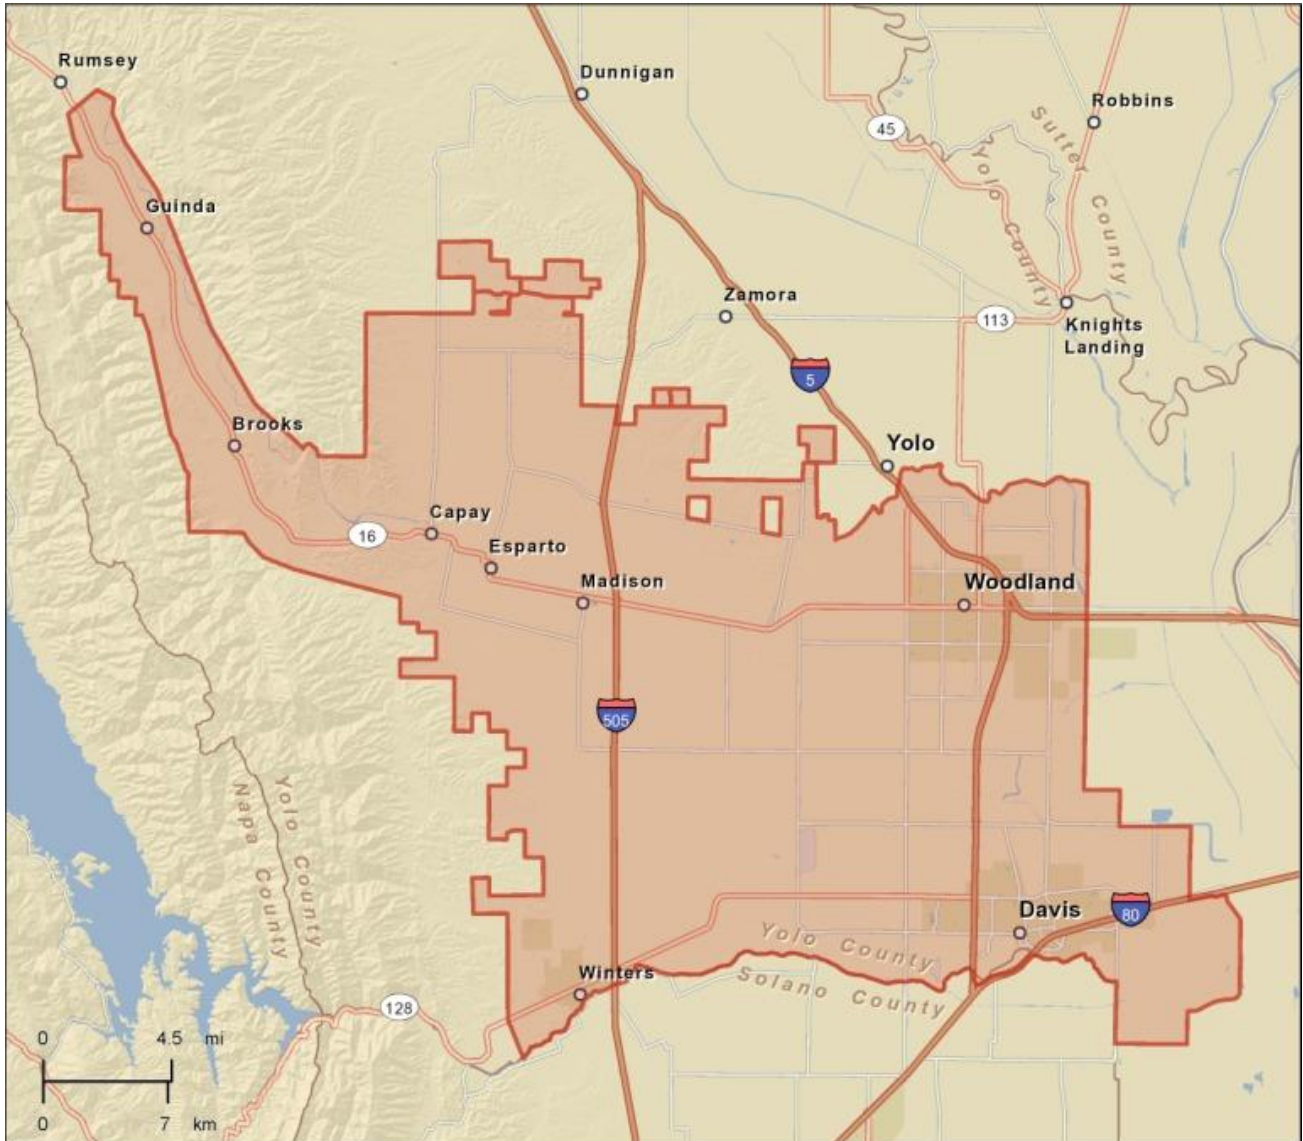 Rumsey
Dunnigan
Robbins
45
Sutter County
Yolo County
Guinda
Zamora
113
Knights
Landing
5
Brooks
Yolo
Capay
16
Esparto
Madison
Woodland
505
Yolo County
Napa County
80
Davis
Yolo County
Solano County
Winters
128
0 4.5 mi
0 7 km